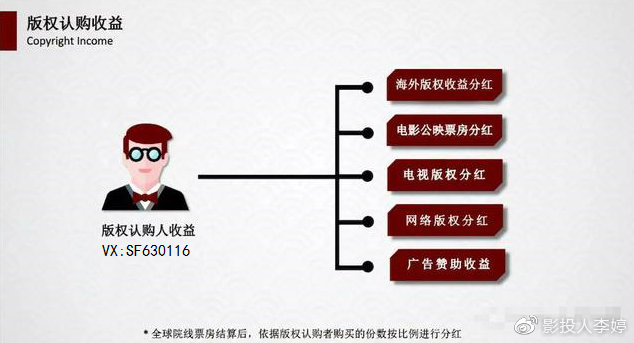 版权认购收益
Copyright Income
海外版权收益分红
电影公映票房分红
电视版权分红
网络版权分红
广告赞助收益
版权认购人收益
VX:SF630116
* 全球院线票房结算后，依据版权认购者购买的份数按比例进行分红
@影投人李婷